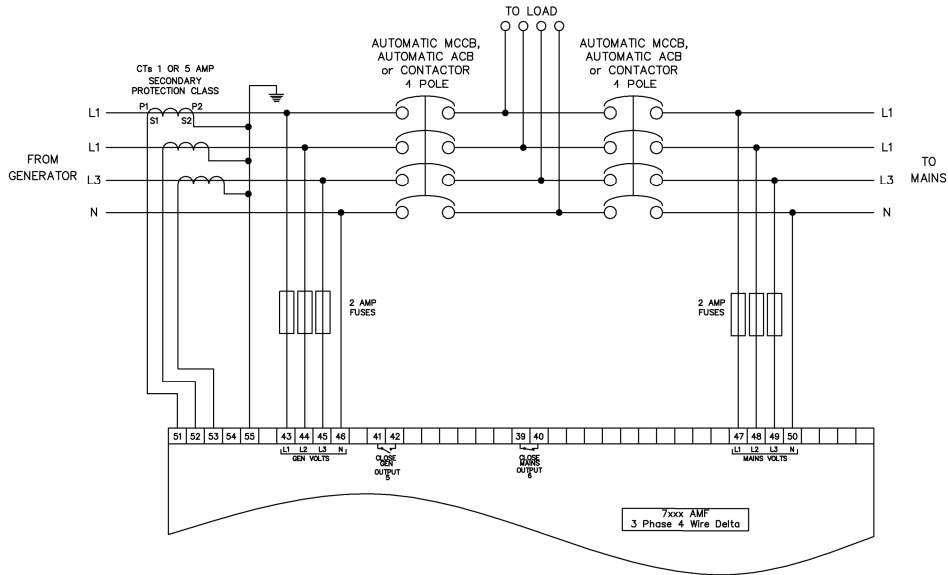 TO LOAD
AUTOMATIC MCCB,
AUTOMATIC ACB
or CONTACTOR
4 POLE
AUTOMATIC MCCB,
AUTOMATIC ACB
or CONTACTOR
4 POLE
CTs 1 OR 5 AMP
SECONDARY
PROTECTION CLASS
P1 P2
S1 S2
L1
L1
L3
N
FROM
GENERATOR
L1
L1
L3
N
TO
MAINS
2 AMP
FUSES
2 AMP
FUSES
51 52 53 54 55 43 44 45 46 41 42 39 40 47 48 49 50
L1 L2 L3 N
GEN VOLTS
CLOSE
GEN
OUTPUT
5
CLOSE
MAINS
OUTPUT
6
L1 L2 L3 N
MAINS VOLTS
7xxx AMF
3 Phase 4 Wire Delta